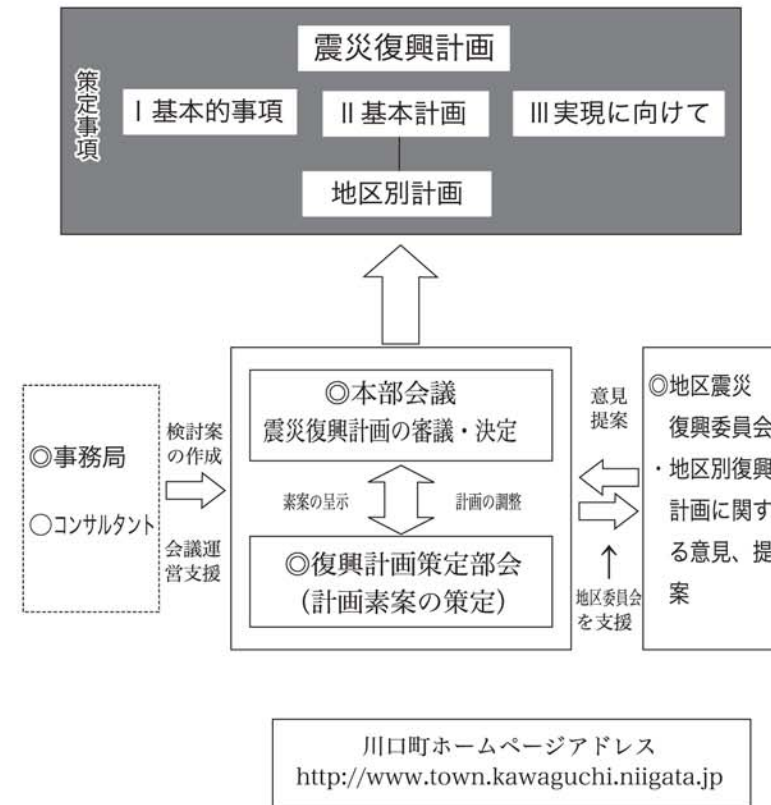 震災復興計画
策定事項
Ⅰ基本的事項
Ⅱ基本計画
Ⅲ実現に向けて
地区別計画
◎事務局
○コンサルタント
検討案
の作成
会議運
営支援
◎本部会議
震災復興計画の審議・決定
素案の呈示
計画の調整
◎復興計画策定部会
(計画素案の策定)
意見
提案
地区委員会
を支援
◎地区震災
復興委員会
・地区別復興
計画に関す
る意見、提
案
川口町ホームページアドレス
http://www.town.kawaguchi.niigata.jp